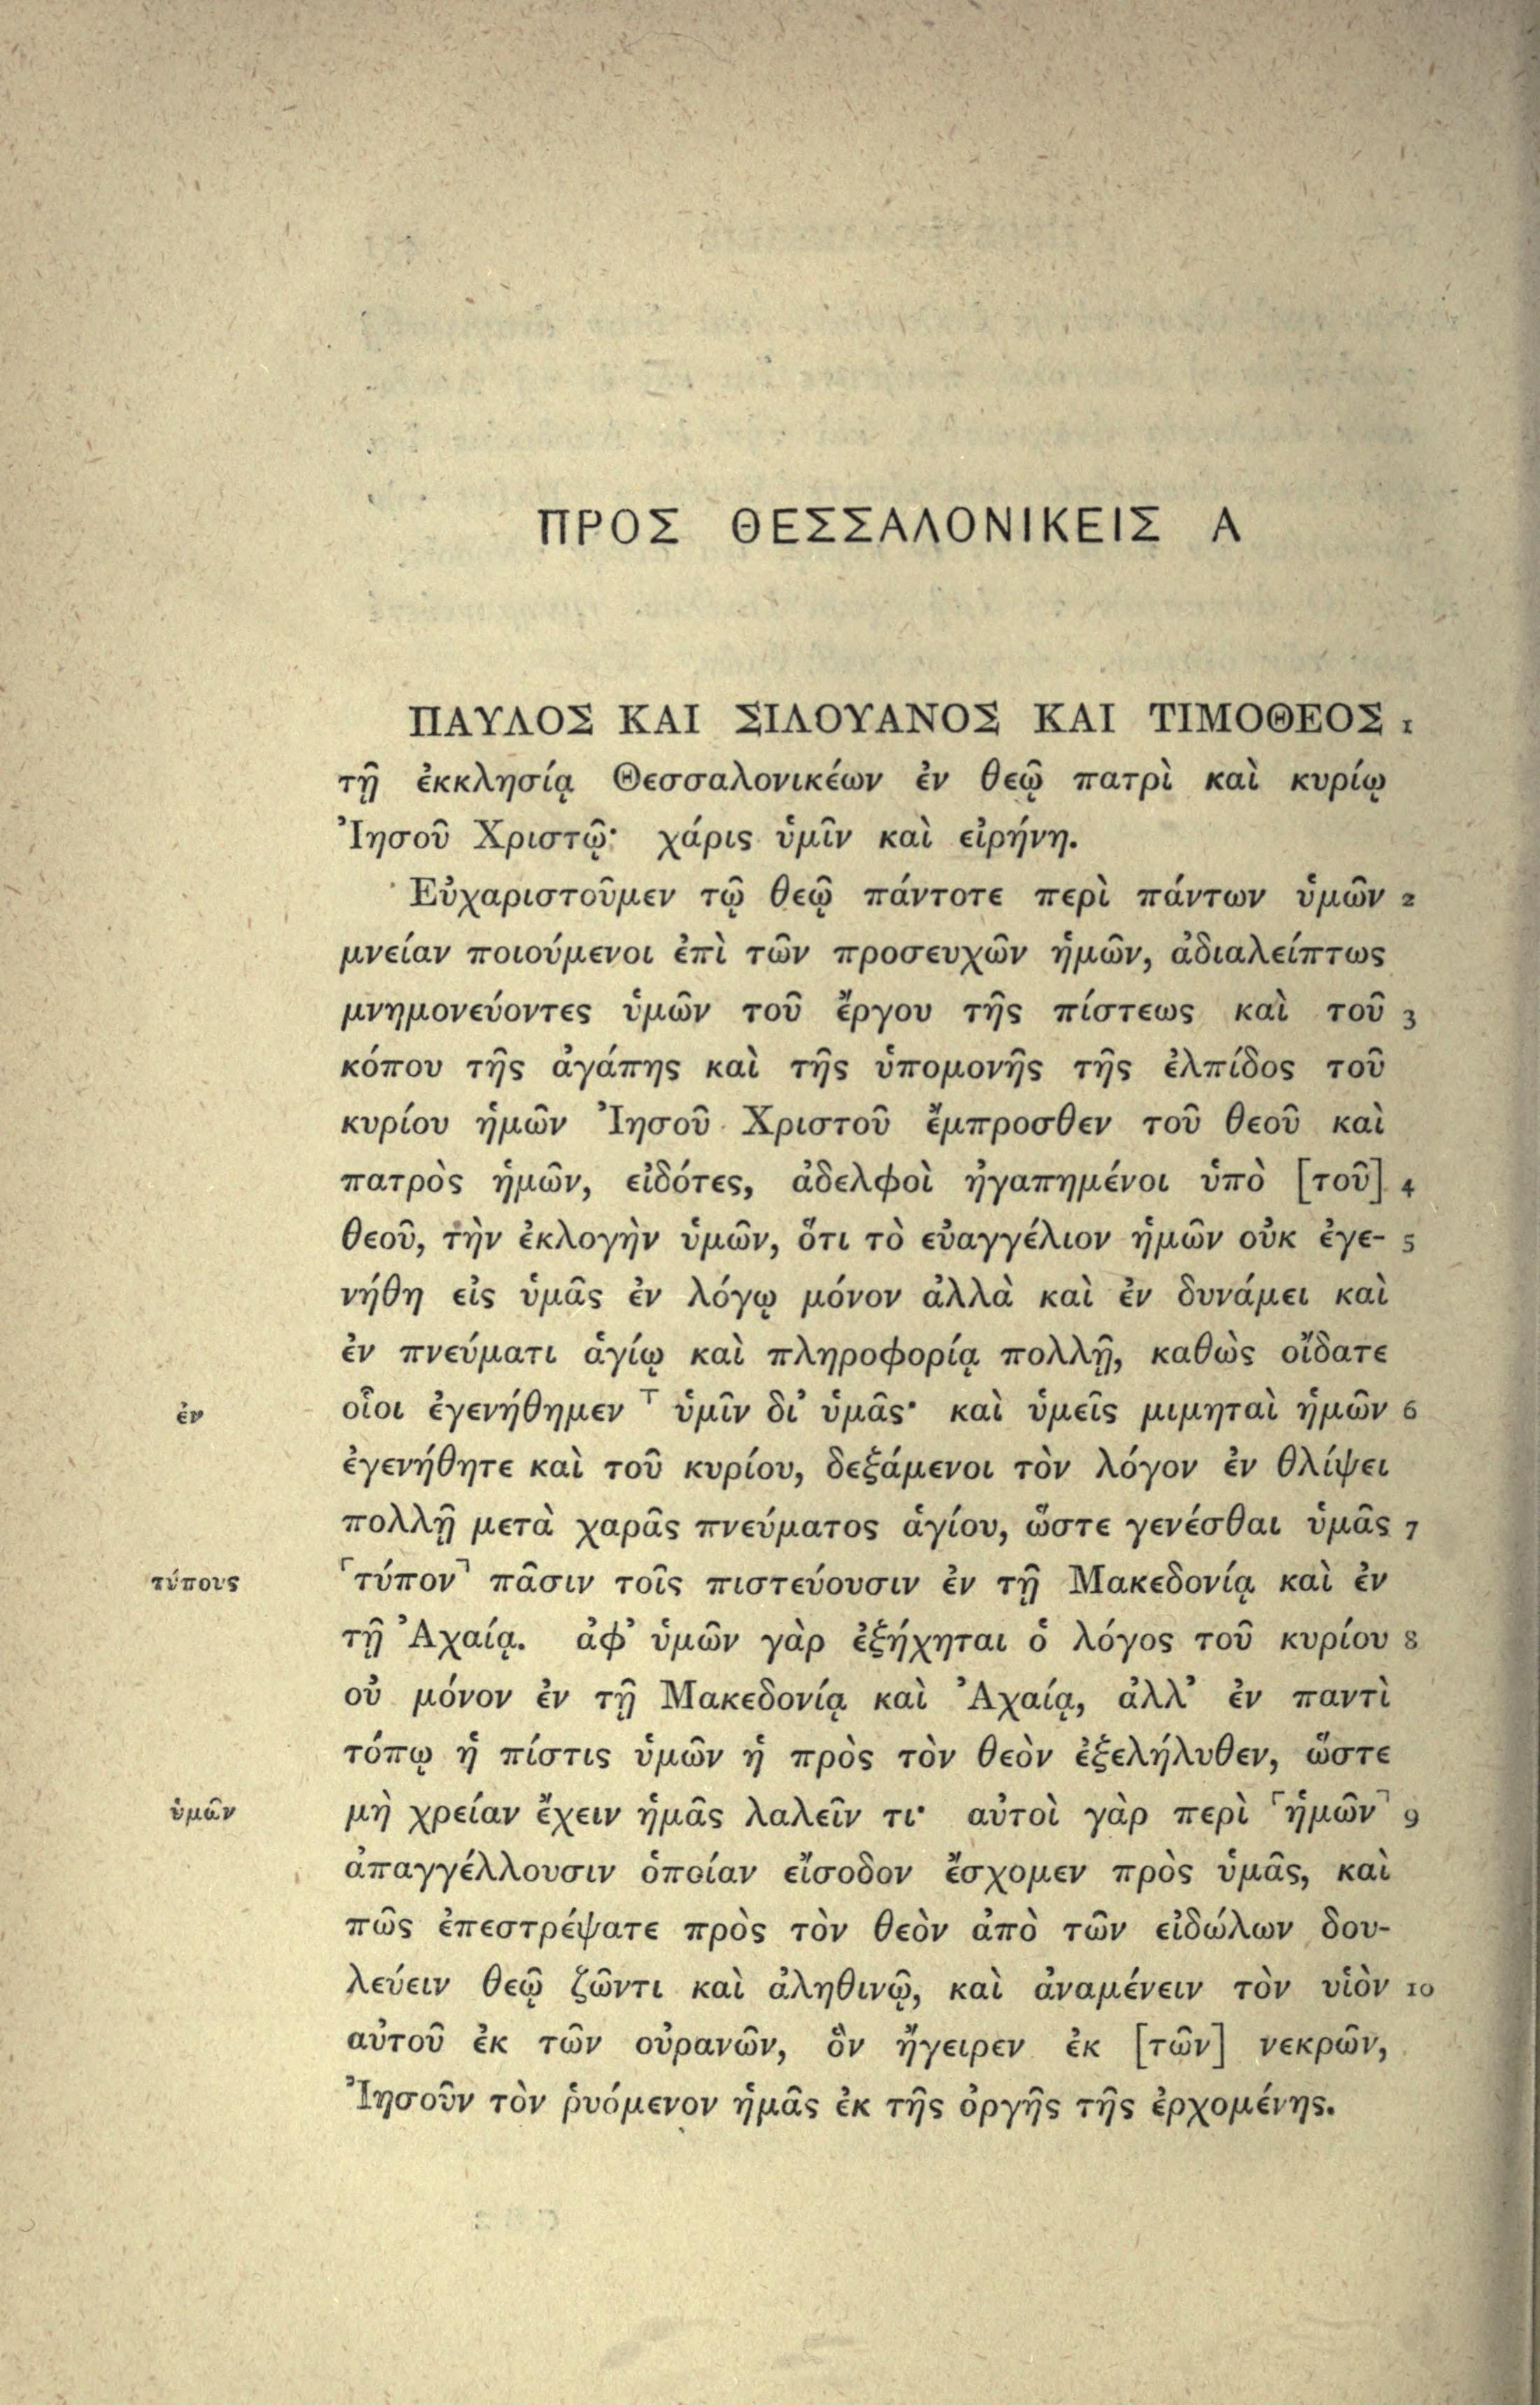 ΠΡΟΣ ΘΕΣΣΑΛΟΝΙΚΕΙΣ Α
ΠΑΥΛΟΣ ΚΑΙ ΣΙΛΟΥΑΝΟΣ ΚΑΙ ΤΙΜΟΘΕΟΣ 1
τῇ ἐκκλησίᾳ Θεσσαλονικέων ἐν θεῷ πατρὶ καὶ κυρίῳ
Ἰησοῦ Χριστῷ· χάρις ὑμῖν καὶ εἰρήνη.
Εὐχαριστοῦμεν τῷ θεῷ πάντοτε περὶ πάντων ὑμῶν 2
μνείαν ποιούμενοι ἐπὶ τῶν προσευχῶν ἡμῶν, ἀδιαλείπτως
μνημονεύοντες ὑμῶν τοῦ ἔργου τῆς πίστεως καὶ τοῦ 3
κόπου τῆς ἀγάπης καὶ τῆς ὑπομονῆς τῆς ἐλπίδος τοῦ
κυρίου ἡμῶν Ἰησοῦ Χριστοῦ ἔμπροσθεν τοῦ θεοῦ καὶ
πατρὸς ἡμῶν, εἰδότες, ἀδελφοὶ ἠγαπημένοι ὑπὸ [τοῦ] 4
θεοῦ, τὴν ἐκλογὴν ὑμῶν, ὅτι τὸ εὐαγγέλιον ἡμῶν οὐκ ἐγε- 5
νήθη εἰς ὑμᾶς ἐν λόγῳ μόνον ἀλλὰ καὶ ἐν δυνάμει καὶ
ἐν πνεύματι ἁγίῳ καὶ πληροφορίᾳ πολλῇ, καθὼς οἴδατε
ἐν οἷοι ἐγενήθημεν ⸆ ὑμῖν δι᾽ ὑμᾶς· καὶ ὑμεῖς μιμηταὶ ἡμῶν 6
ἐγενήθητε καὶ τοῦ κυρίου, δεξάμενοι τὸν λόγον ἐν θλίψει
πολλῇ μετὰ χαρᾶς πνεύματος ἁγίου, ὥστε γενέσθαι ὑμᾶς 7
τύπους ⌜τύπον⌝ πᾶσιν τοῖς πιστεύουσιν ἐν τῇ Μακεδονίᾳ καὶ ἐν
τῇ Ἀχαίᾳ. ἀφ᾽ ὑμῶν γὰρ ἐξήχηται ὁ λόγος τοῦ κυρίου 8
οὐ μόνον ἐν τῇ Μακεδονίᾳ καὶ Ἀχαίᾳ, ἀλλ᾽ ἐν παντὶ
τόπῳ ἡ πίστις ὑμῶν ἡ πρὸς τὸν θεὸν ἐξελήλυθεν, ὥστε
ὑμῶν μὴ χρείαν ἔχειν ἡμᾶς λαλεῖν τι· αὐτοὶ γὰρ περὶ ⌜ἡμῶν⌝ 9
ἀπαγγέλλουσιν ὁποίαν εἴσοδον ἔσχομεν πρὸς ὑμᾶς, καὶ
πῶς ἐπεστρέψατε πρὸς τὸν θεὸν ἀπὸ τῶν εἰδώλων δου-
λεύειν θεῷ ζῶντι καὶ ἀληθινῷ, καὶ ἀναμένειν τὸν υἱὸν 10
αὐτοῦ ἐκ τῶν οὐρανῶν, ὃν ἤγειρεν ἐκ [τῶν] νεκρῶν,
Ἰησοῦν τὸν ῥυόμενον ἡμᾶς ἐκ τῆς ὀργῆς τῆς ἐρχομένης.